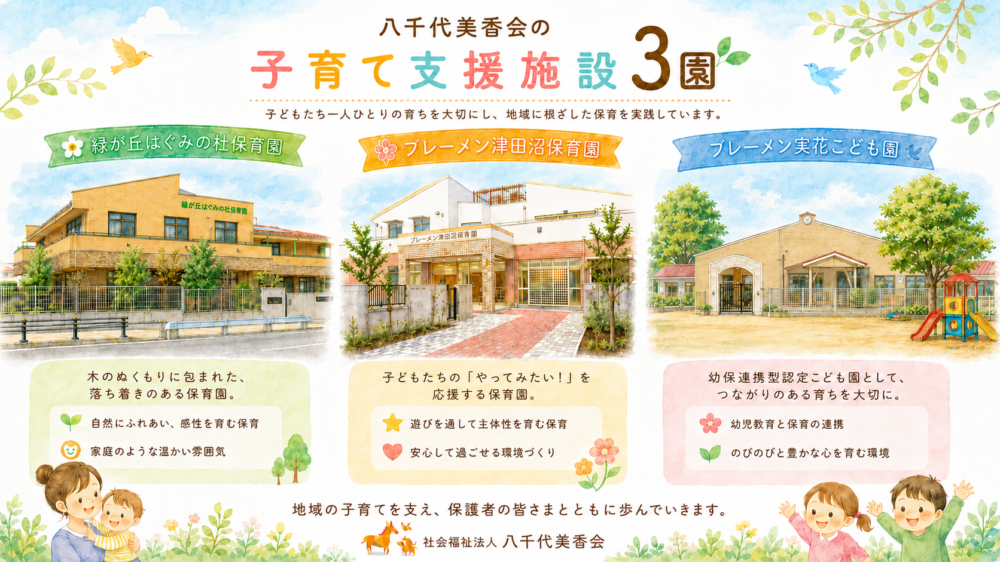 八千代美香会の
子育て支援施設3園
子どもたち一人ひとりの育ちを大切にし、地域に根ざした保育を実践しています。
緑が丘はぐみの杜保育園
ブレーメン津田沼保育園
ブレーメン実花こども園
緑が丘はぐみの杜保育園
ブレーメン津田沼保育園
木のぬくもりに包まれた、
落ち着きのある保育園。
自然にふれあい、感性を育む保育
家庭のような温かい雰囲気
子どもたちの「やってみたい！」を
応援する保育園。
遊びを通して主体性を育む保育
安心して過ごせる環境づくり
幼保連携型認定こども園として、
つながりのある育ちを大切に。
幼児教育と保育の連携
のびのびと豊かな心を育む環境
地域の子育てを支え、保護者の皆さまとともに歩んでいきます。
社会福祉法人 八千代美香会